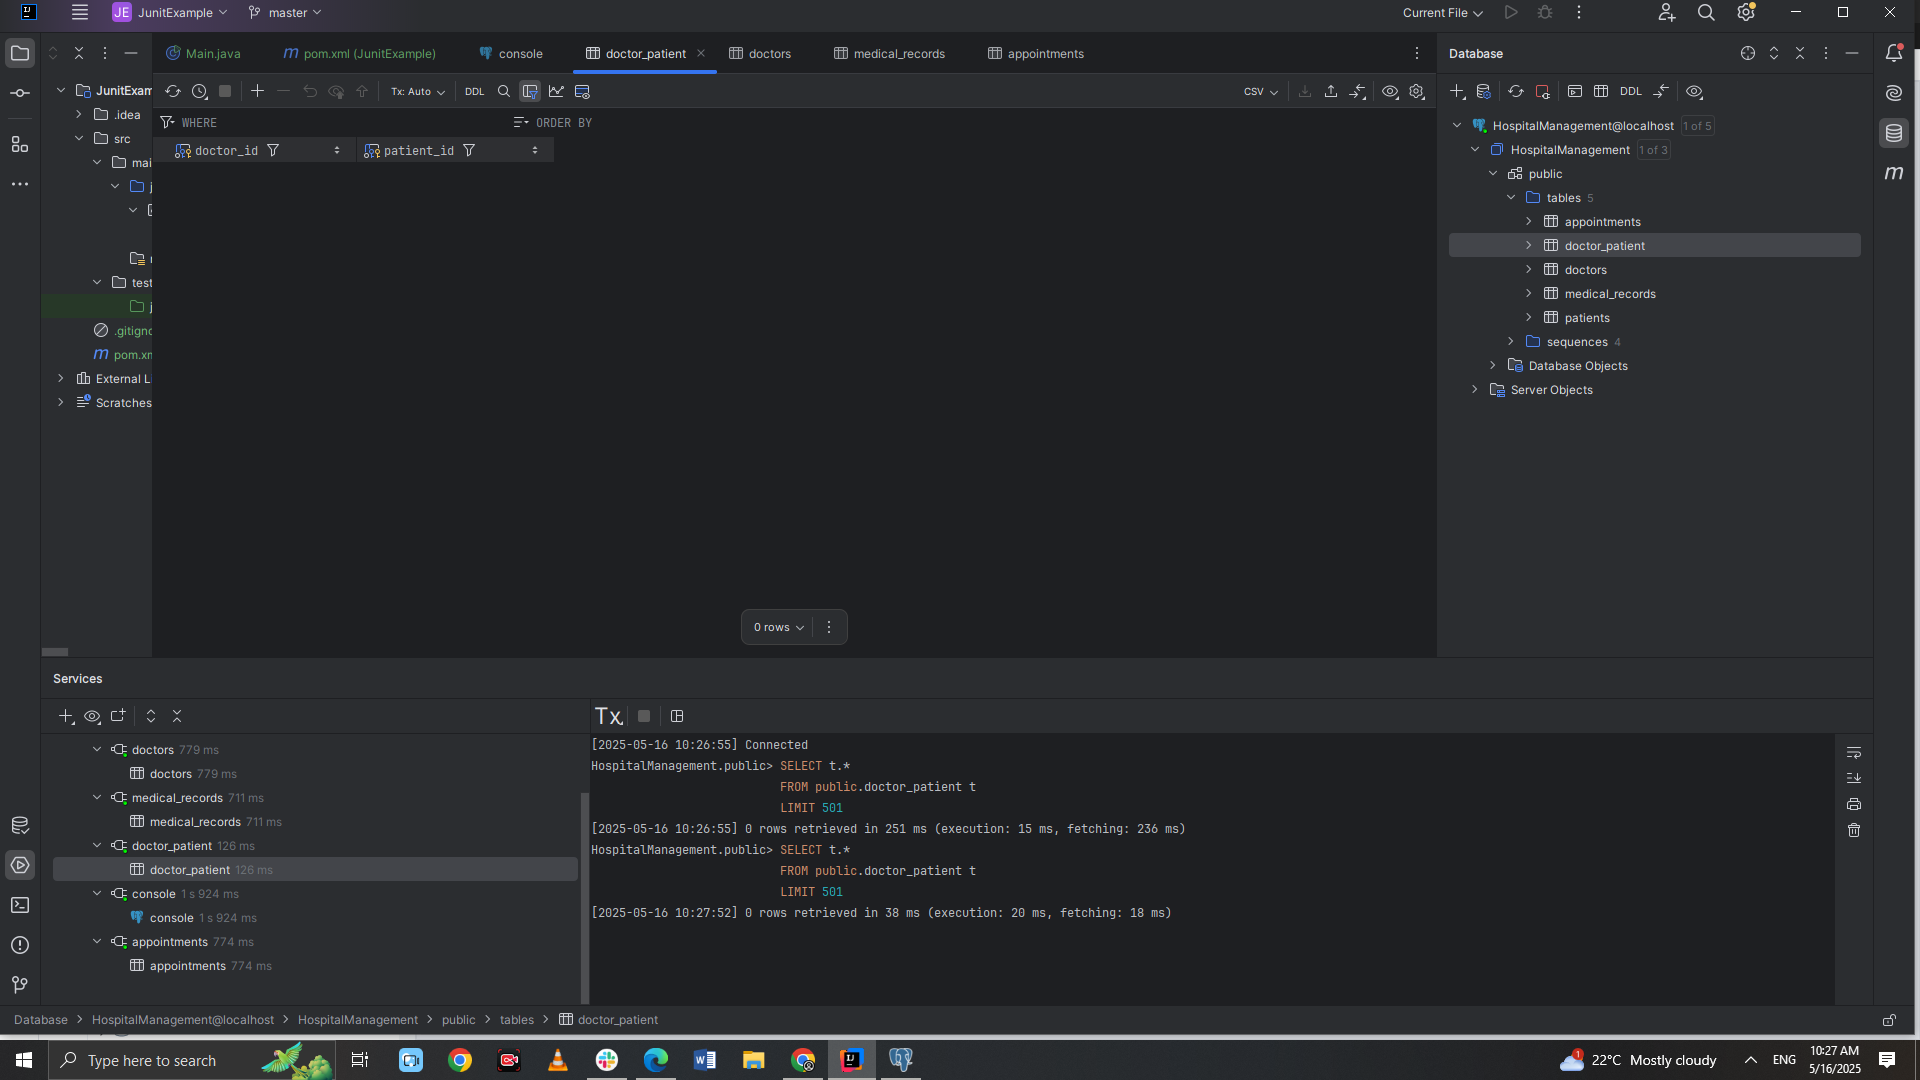 JE JunitExample master Current File
Main.java pom.xml (JunitExample) console doctor_patient doctors medical_records appointments
Tx: Auto DDL CSV
WHERE ORDER BY
doctor_id patient_id
0 rows
JunitExam
.idea
src
mai
j
test
j
.gitigno
pom.xm
External Li
Scratches
Database
DDL
HospitalManagement@localhost 1 of 5
HospitalManagement 1 of 3
public
tables 5
appointments
doctor_patient
doctors
medical_records
patients
sequences 4
Database Objects
Server Objects
Services
doctors 779 ms
doctors 779 ms
medical_records 711 ms
medical_records 711 ms
doctor_patient 126 ms
doctor_patient 126 ms
console 1 s 924 ms
console 1 s 924 ms
appointments 774 ms
appointments 774 ms
Tx
[2025-05-16 10:26:55] Connected
HospitalManagement.public> SELECT t.*
FROM public.doctor_patient t
LIMIT 501
[2025-05-16 10:26:55] 0 rows retrieved in 251 ms (execution: 15 ms, fetching: 236 ms)
HospitalManagement.public> SELECT t.*
FROM public.doctor_patient t
LIMIT 501
[2025-05-16 10:27:52] 0 rows retrieved in 38 ms (execution: 20 ms, fetching: 18 ms)
Database > HospitalManagement@localhost > HospitalManagement > public > tables > doctor_patient
Type here to search
1 22°C Mostly cloudy ENG
10:27 AM
5/16/2025